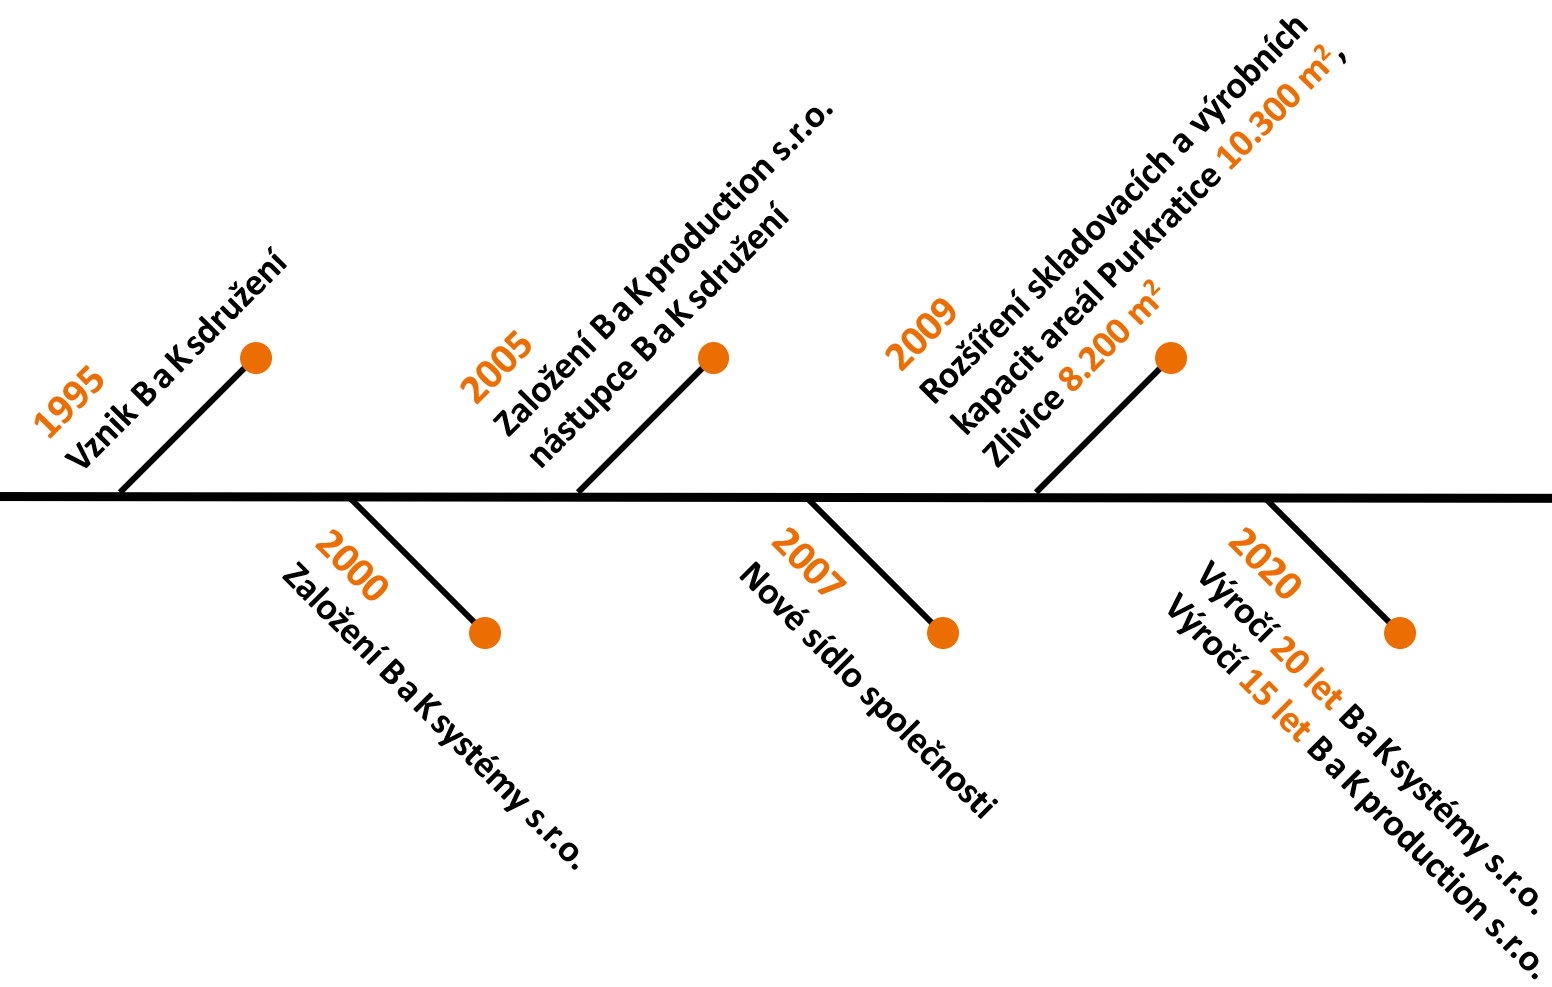 1995
Vznik B a K sdružení
2000
Založení B a K systémy s.r.o.
2005
Založení B a K production s.r.o.
nástupce B a K sdružení
2007
Nové sídlo společnosti
2009
Rozšíření skladovacích a výrobních
kapacit areál Purkratice 10.300 m²,
Zlivice 8.200 m²
2020
Výročí 20 let B a K systémy s.r.o.
Výročí 15 let B a K production s.r.o.